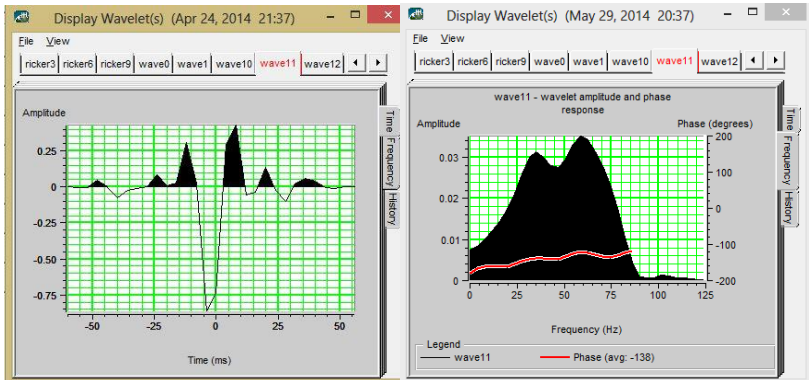 Display Wavelet(s) (Apr 24, 2014 21:37)
File View
ricker3 ricker6 ricker9 wave0 wave1 wave10 wave11 wave12
Amplitude
0.25
0
-0.25
-0.50
-0.75
-50 -25 0 25 50
Time (ms)
Time
Frequency
History
Display Wavelet(s) (May 29, 2014 20:37)
File View
ricker3 ricker6 ricker9 wave0 wave1 wave10 wave11 wave12
wave11 - wavelet amplitude and phase
response
Amplitude Phase (degrees)
0.03
0.02
0.01
0
200
100
0
-100
-200
0 25 50 75 100 125
Frequency (Hz)
Legend
wave11 Phase (avg: -138)
Time
Frequency
History